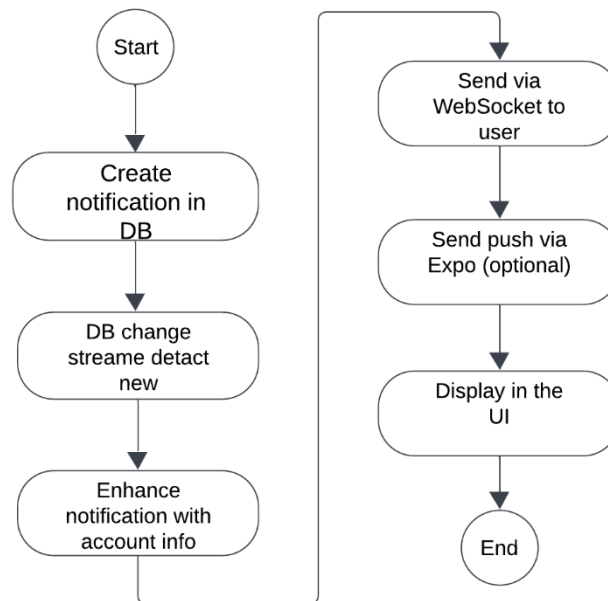 Start
Create
notification in
DB
DB change
streame detact
new
Enhance
notification with
account info
Send via
WebSocket to
user
Send push via
Expo (optional)
Display in the
UI
End